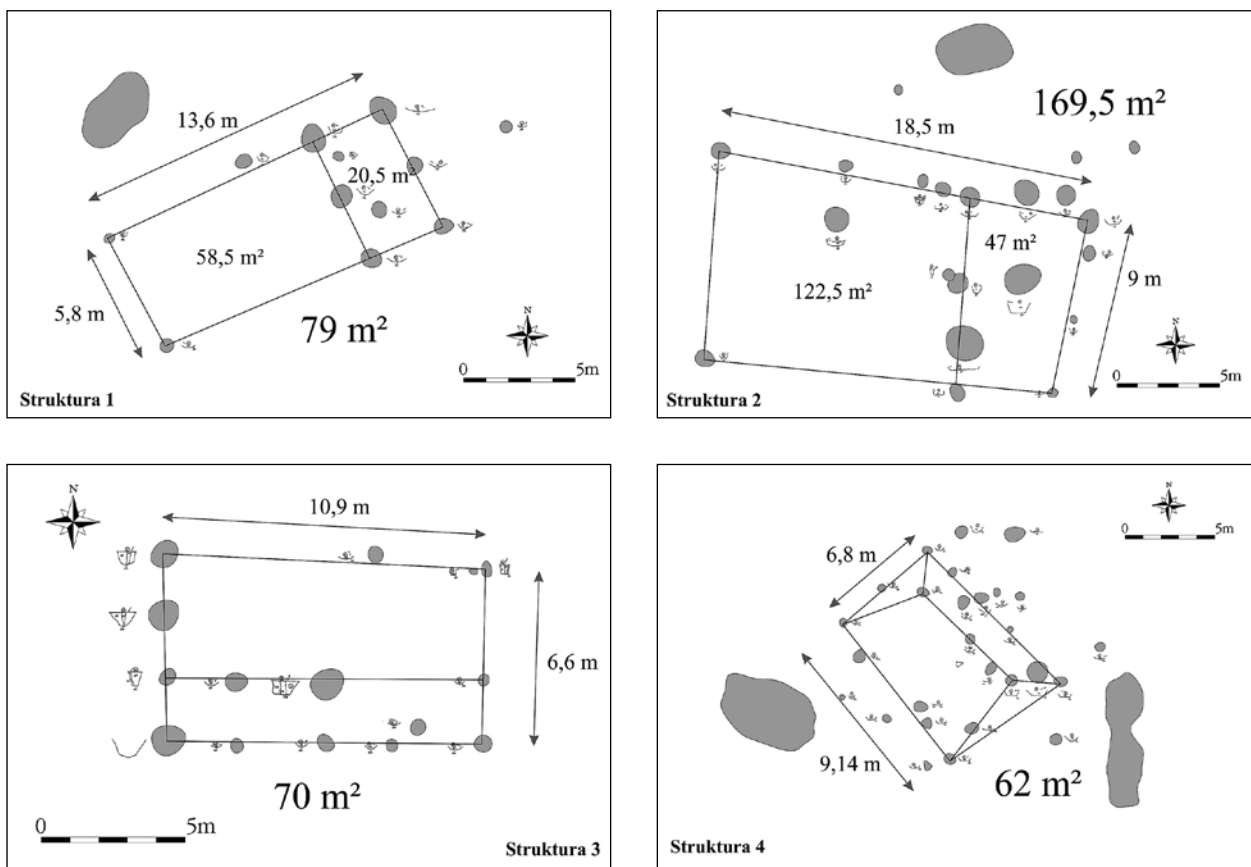 13,6 m
20,5 m²
58,5 m²
5,8 m
79 m²
N
0 5m
Struktura 1
169,5 m²
18,5 m
47 m²
122,5 m²
9 m
N
0 5m
Struktura 2
N
10,9 m
6,6 m
70 m²
0 5m
Struktura 3
N
0 5m
6,8 m
9,14 m
62 m²
Struktura 4